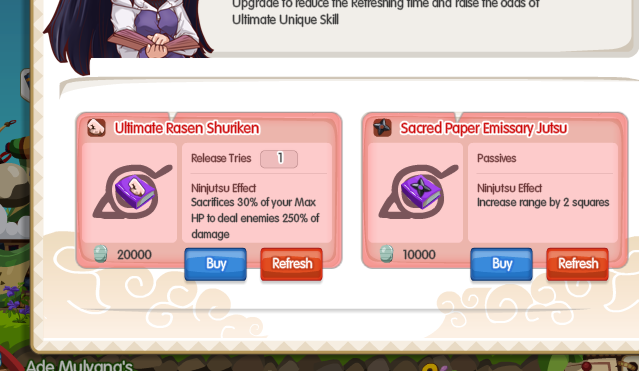 Upgrade to reduce the Refreshing time and raise the odds of
Ultimate Unique Skill
Ultimate Rasen Shuriken
Release Tries 1
Ninjutsu Effect
Sacrifices 30% of your Max
HP to deal enemies 250% of
damage
20000
Buy
Refresh
Sacred Paper Emissary Jutsu
Passives
Ninjutsu Effect
Increase range by 2 squares
10000
Buy
Refresh
Ade Mulyana's